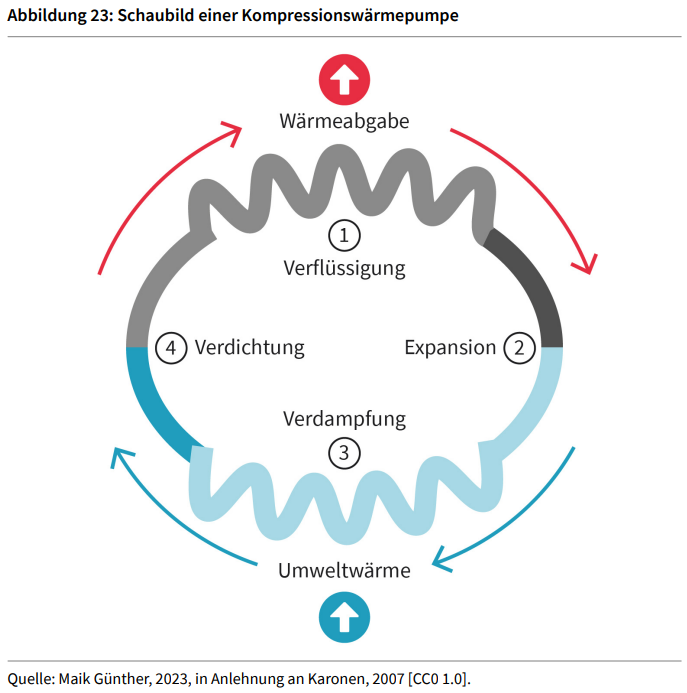 Abbildung 23: Schaubild einer Kompressionswärmepumpe
Wärmeabgabe
1
Verflüssigung
4 Verdichtung
Expansion 2
Verdampfung
3
Umweltwärme
Quelle: Maik Günther, 2023, in Anlehnung an Karonen, 2007 [CC0 1.0].